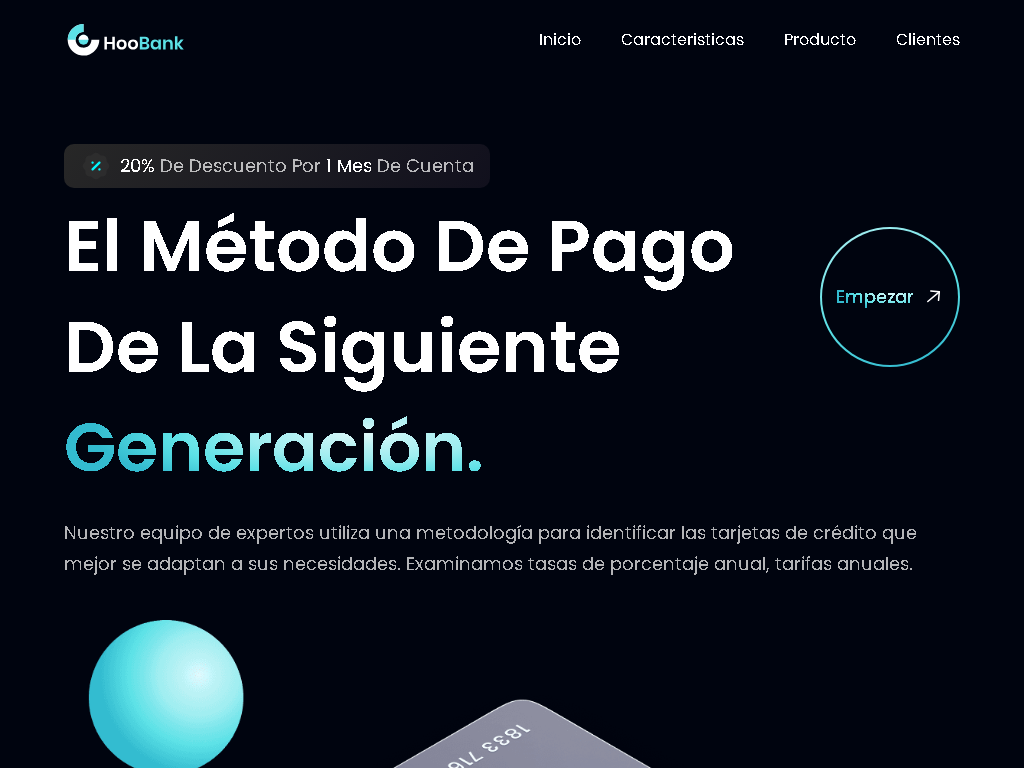 HooBank
Inicio
Caracteristicas
Producto
Clientes
20% De Descuento Por 1 Mes De Cuenta
El Método De Pago
De La Siguiente
Generación.
Empezar
Nuestro equipo de expertos utiliza una metodología para identificar las tarjetas de crédito que
mejor se adaptan a sus necesidades. Examinamos tasas de porcentaje anual, tarifas anuales.
1833 716